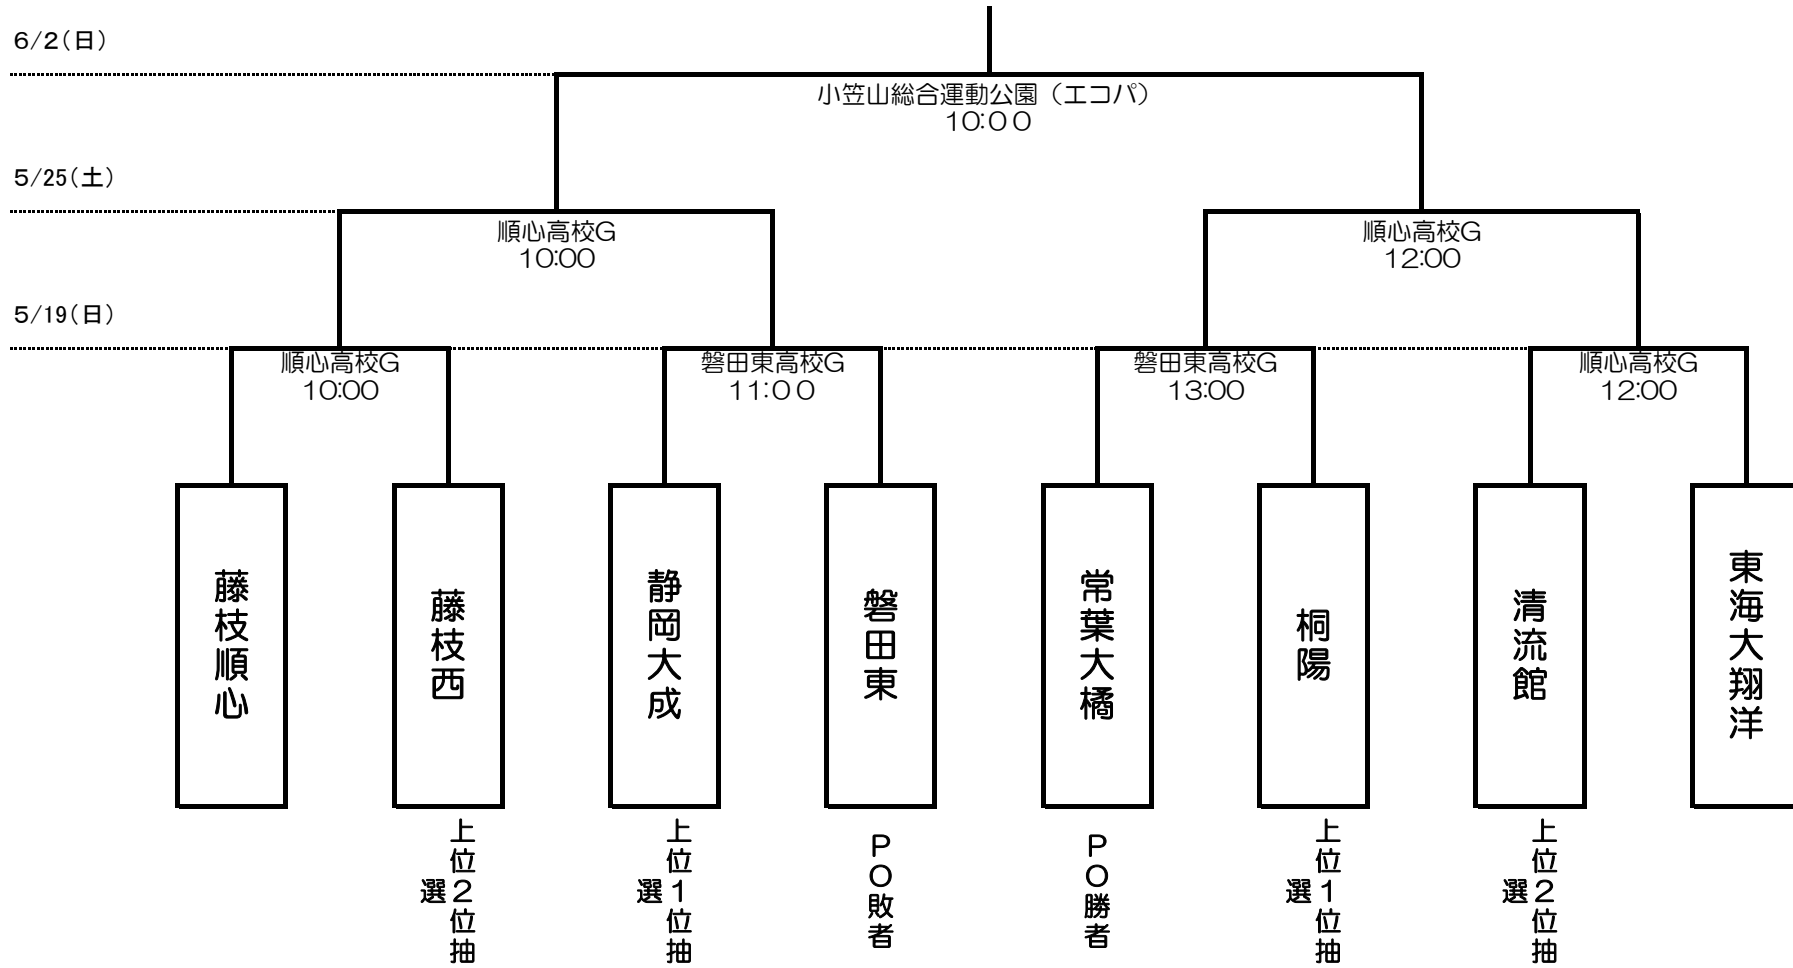 6/2(日)
小笠山総合運動公園（エコパ）
10:00
5/25(土)
順心高校G
10:00
順心高校G
12:00
5/19(日)
順心高校G
10:00
磐田東高校G
11:00
磐田東高校G
13:00
順心高校G
12:00
藤枝順心
藤枝西
静岡大成
磐田東
常葉大橘
桐陽
清流館
東海大翔洋
上位2位抽
選
上位1位抽
選
PO敗者
PO勝者
上位1位抽
選
上位2位抽
選